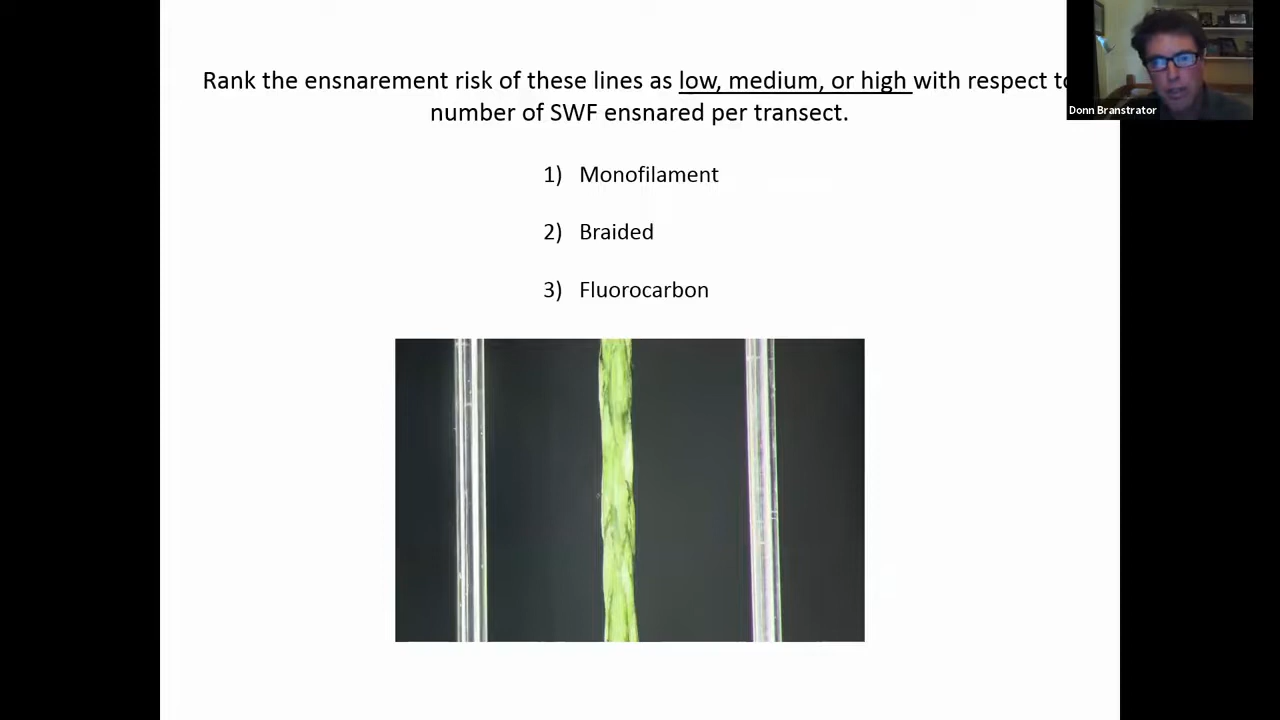 Rank the ensnarement risk of these lines as low, medium, or high with respect to
number of SWF ensnared per transect.
1) Monofilament
2) Braided
3) Fluorocarbon
Donn Branstrator